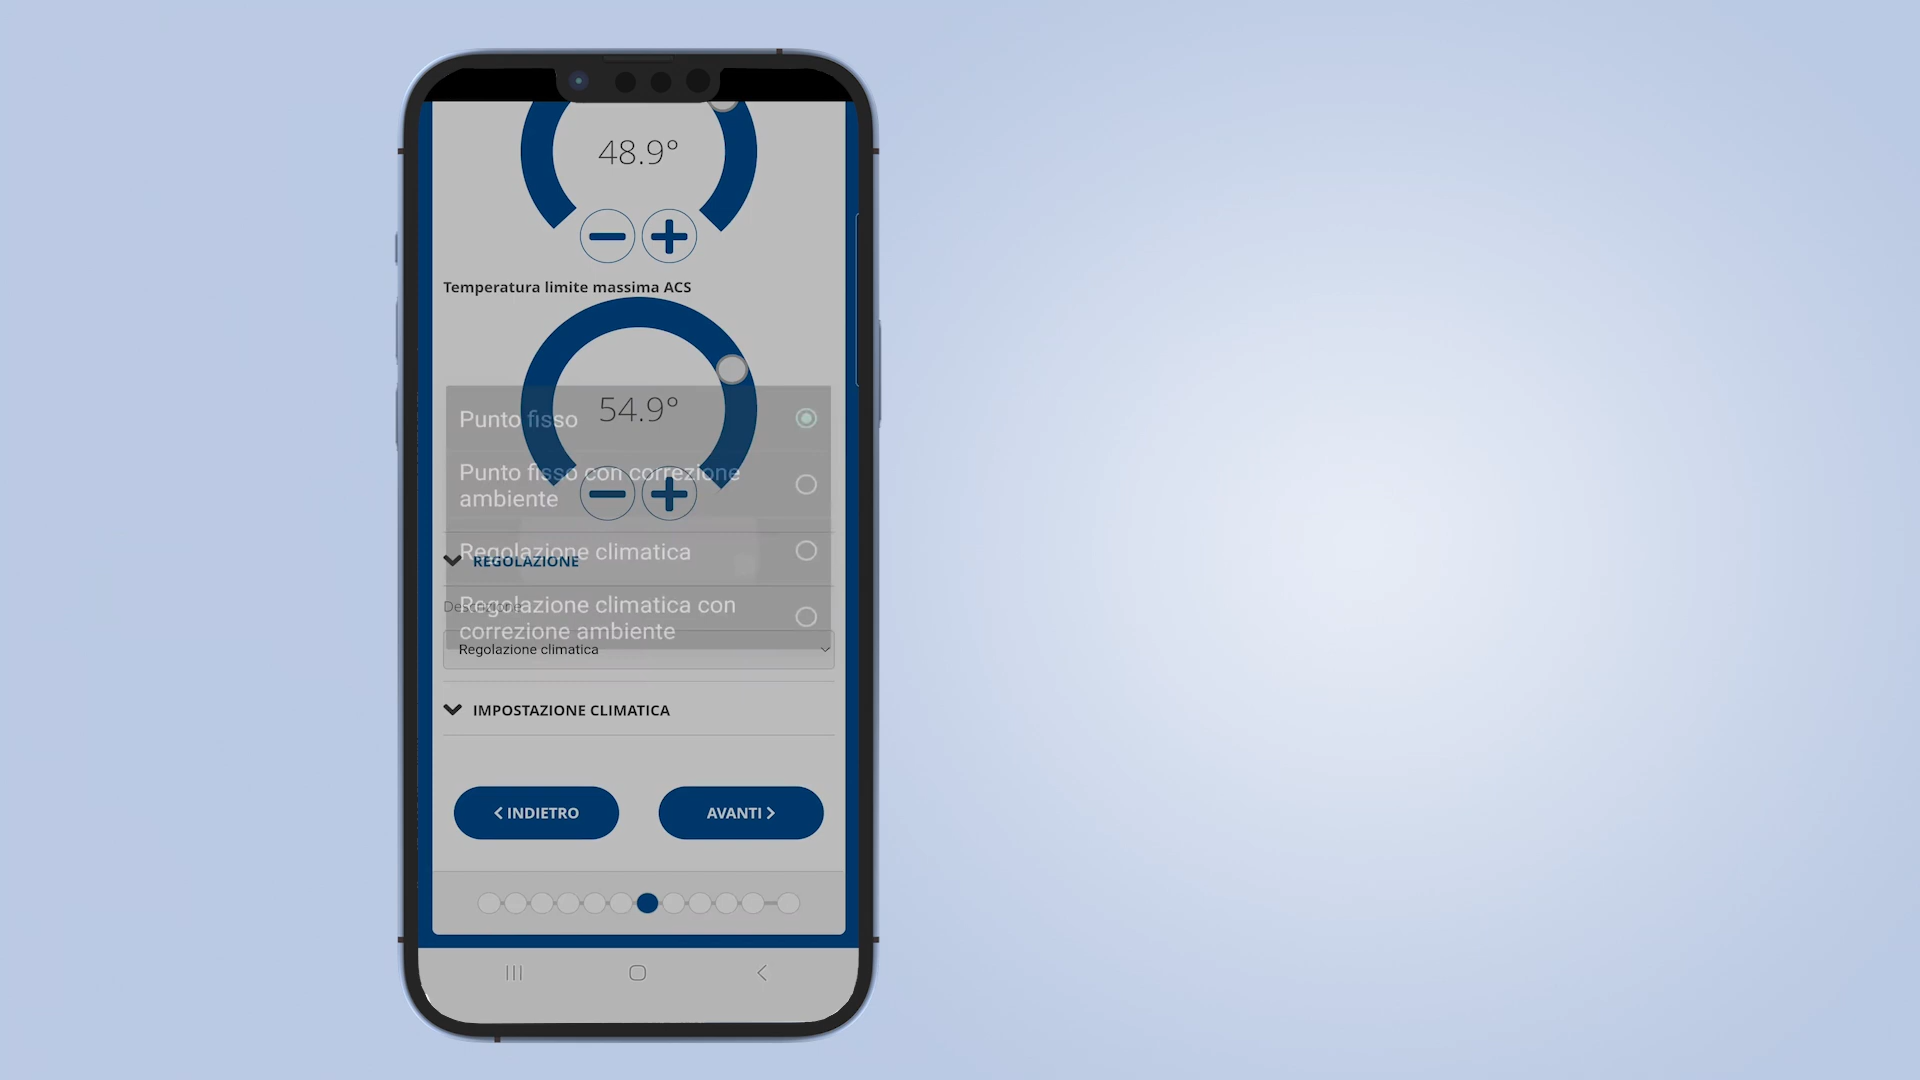 48.9°
Temperatura limite massima ACS
54.9°
Punto fisso
Punto fisso con correzione
ambiente
Regolazione climatica
REGOLAZIONE
Regolazione climatica con
correzione ambiente
Regolazione climatica
IMPOSTAZIONE CLIMATICA
INDIETRO
AVANTI